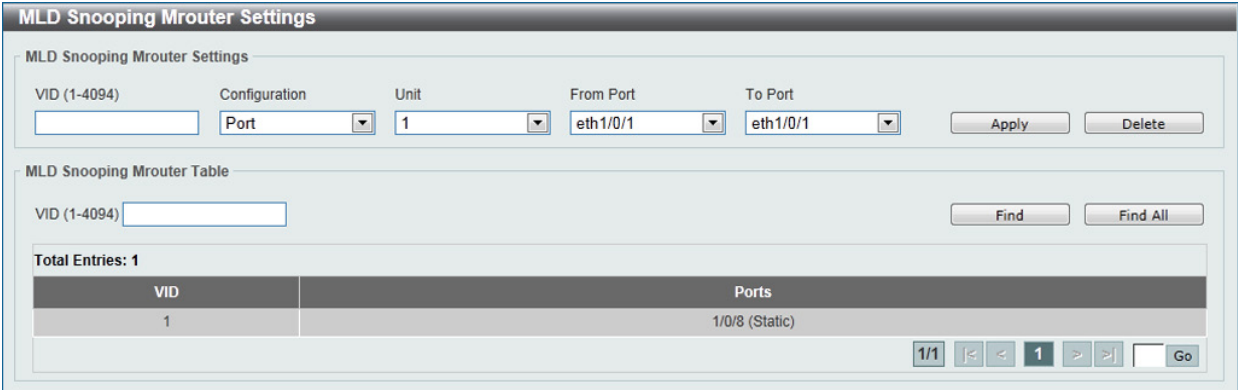 MLD Snooping Mrouter Settings
MLD Snooping Mrouter Settings
VID (1-4094) Configuration Unit From Port To Port
Port 1 eth1/0/1 eth1/0/1 Apply Delete
MLD Snooping Mrouter Table
VID (1-4094) Find Find All
Total Entries: 1
VID Ports
1 1/0/8 (Static)
1/1 |< < 1 > >| Go